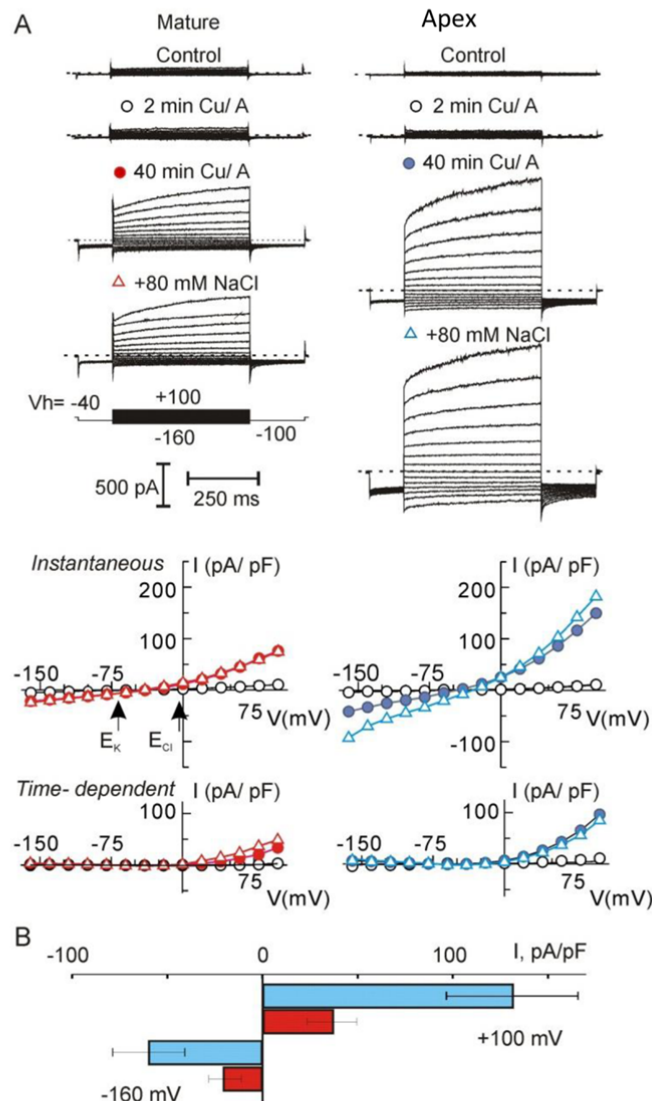 A
Mature
Apex
Control
Control
2 min Cu/ A
2 min Cu/ A
40 min Cu/ A
40 min Cu/ A
+80 mM NaCl
+80 mM NaCl
Vh= -40
+100
-160
-100
500 pA
250 ms
Instantaneous
I (pA/ pF)
I (pA/ pF)
200
200
100
100
-150
-75
-150
-75
75
75
V(mV)
V(mV)
EK
ECl
-100
Time- dependent
I (pA/ pF)
I (pA/ pF)
100
100
-150
-75
-150
-75
75
75
V(mV)
V(mV)
B
-100
0
100
I, pA/pF
+100 mV
-160 mV